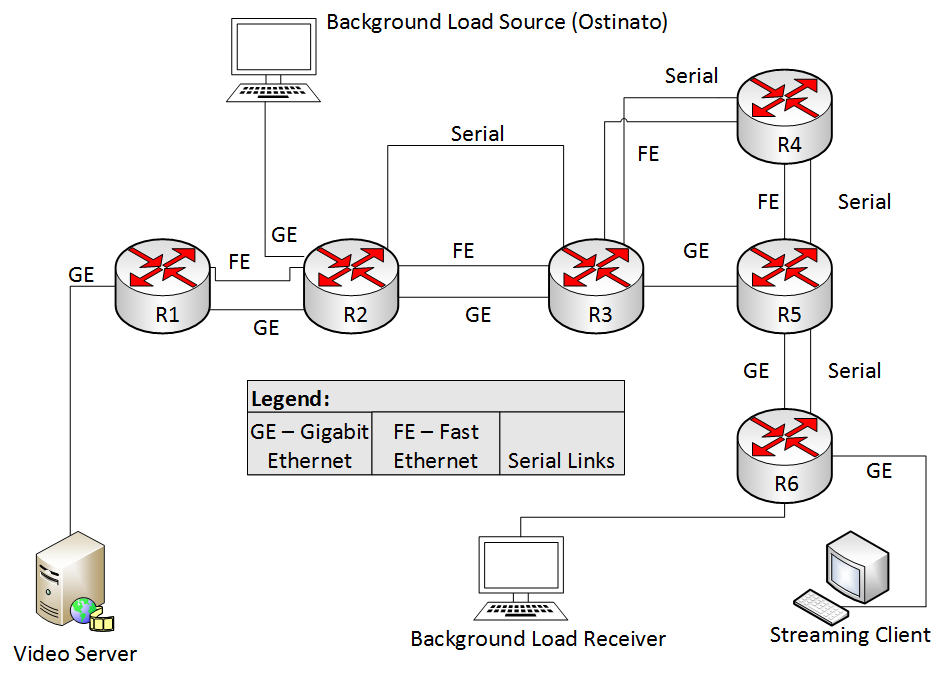 Background Load Source (Ostinato)
Serial
Serial
FE
R4
FE
Serial
GE
GE
FE
FE
GE
R1
R2
R3
R5
GE
GE
GE
Serial
Legend:
GE – Gigabit Ethernet
FE – Fast Ethernet
Serial Links
R6
GE
Background Load Receiver
Streaming Client
Video Server